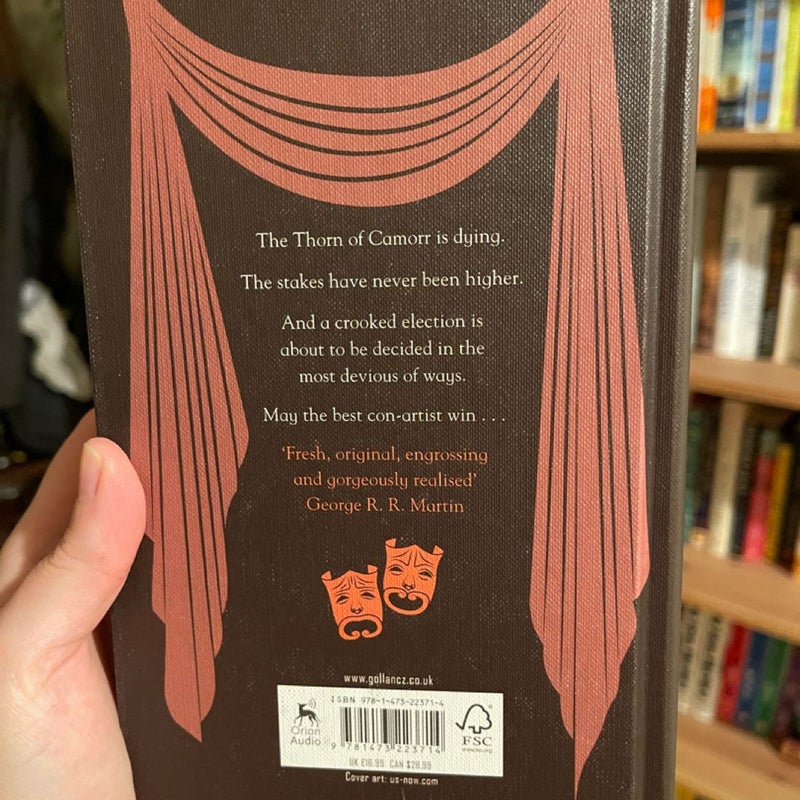 The Thorn of Camorr is dying.
The stakes have never been higher.
And a crooked election is
about to be decided in the
most devious of ways.
May the best con-artist win . . .
‘Fresh, original, engrossing
and gorgeously realised’
George R. R. Martin
www.gollancz.co.uk
ISBN 978-1-473-22371-4
Orion
Audio
9 781473 223714
FSC
www.fsc.org
UK £16.99 CAN $28.99
Cover art: us-now.com